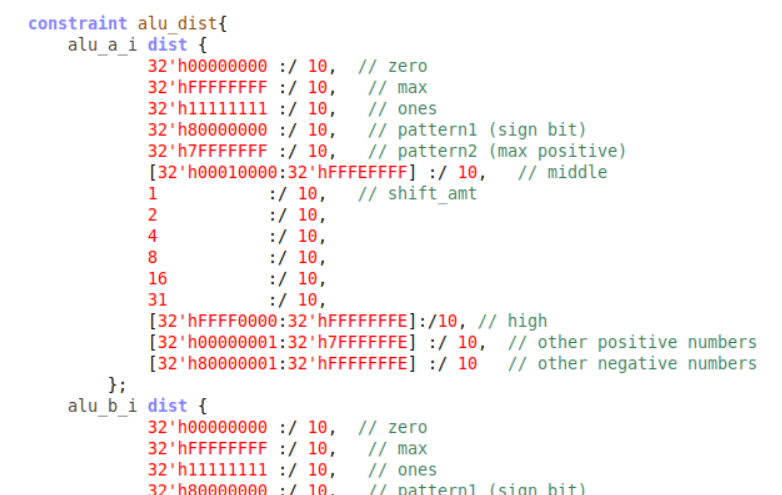 constraint alu_dist{
alu_a_i dist {
32'h00000000 :/ 10,  // zero
32'hFFFFFFFF :/ 10,   // max
32'h11111111 :/ 10,   // ones
32'h80000000 :/ 10,   // pattern1 (sign bit)
32'h7FFFFFFF :/ 10,   // pattern2 (max positive)
[32'h00010000:32'hFFFEFFFF] :/ 10,   // middle
1           :/ 10,   // shift_amt
2           :/ 10,
4           :/ 10,
8           :/ 10,
16          :/ 10,
31          :/ 10,
[32'hFFFF0000:32'hFFFFFFFE]:/10, // high
[32'h00000001:32'h7FFFFFFE] :/ 10,  // other positive numbers
[32'h80000001:32'hFFFFFFFE] :/ 10   // other negative numbers
};
alu_b_i dist {
32'h00000000 :/ 10,  // zero
32'hFFFFFFFF :/ 10,   // max
32'h11111111 :/ 10,   // ones
32'h80000000 :/ 10,   // pattern1 (sign bit)